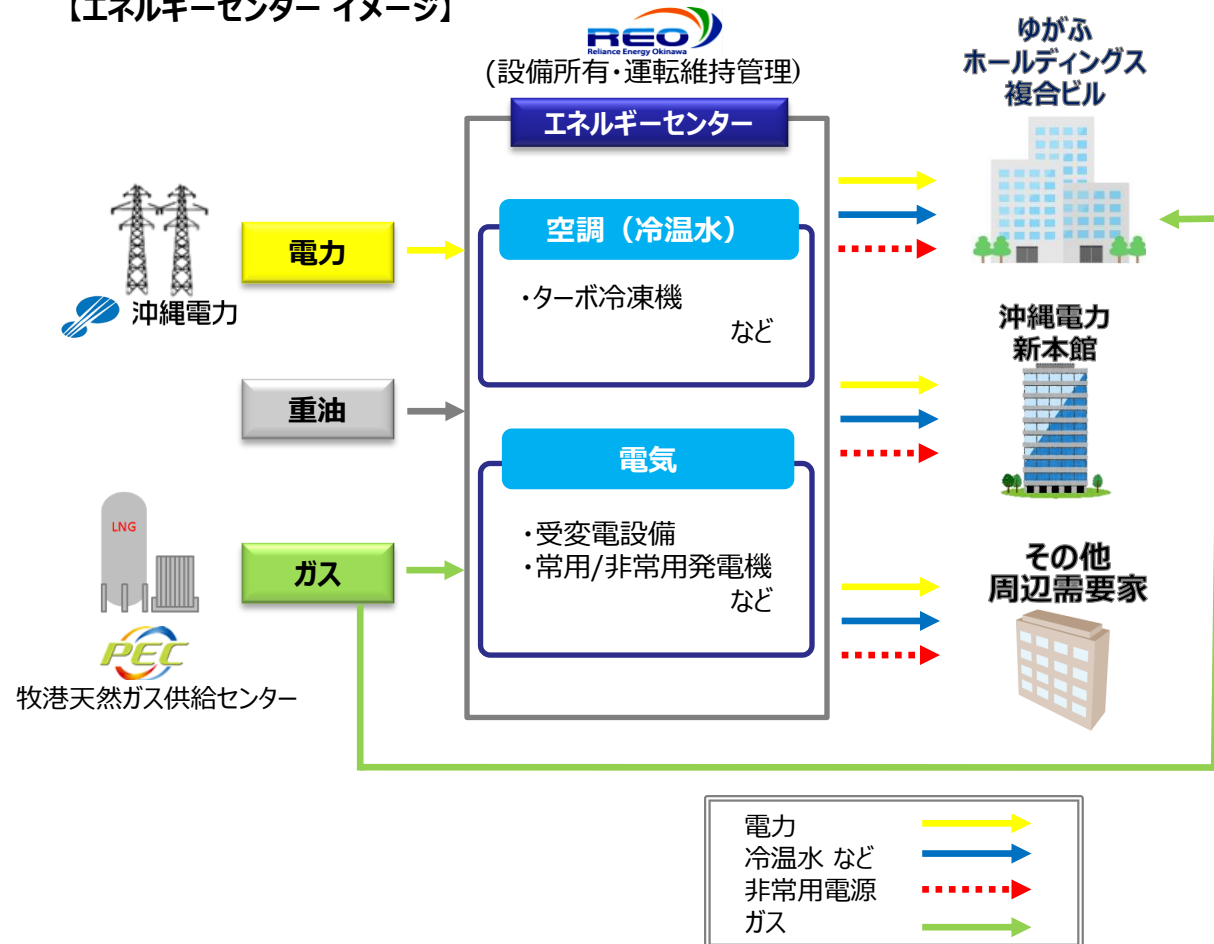 【エネルギーセンター イメージ】
REO
Reliance Energy Okinawa
(設備所有・運転維持管理)
エネルギーセンター
空調（冷温水）
・ターボ冷凍機
など
電気
・受変電設備
・常用/非常用発電機
など
沖縄電力
電力
重油
LNG
ガス
PEC
牧港天然ガス供給センター
ゆがふ
ホールディングス
複合ビル
沖縄電力
新本館
その他
周辺需要家
電力
冷温水 など
非常用電源
ガス